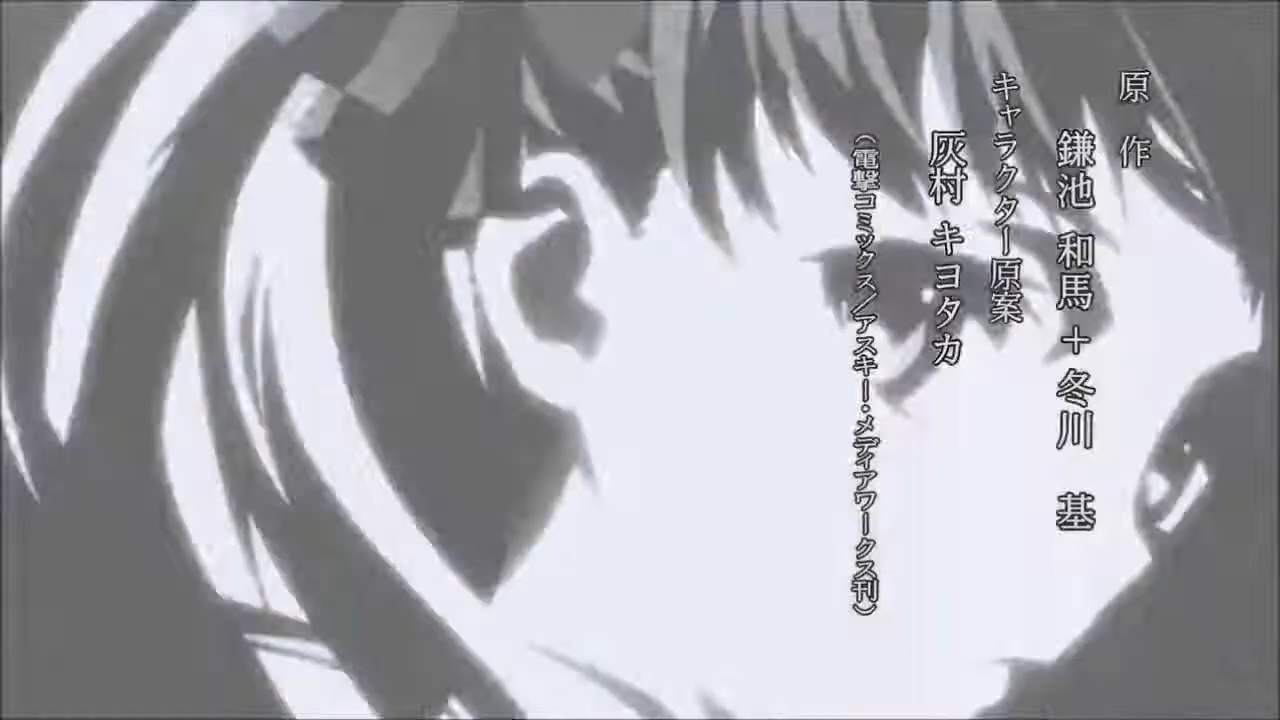 原作
鎌池 和馬＋冬川 基
キャラクター原案
灰村 キヨタカ
（電撃コミックス／アスキー・メディアワークス刊）